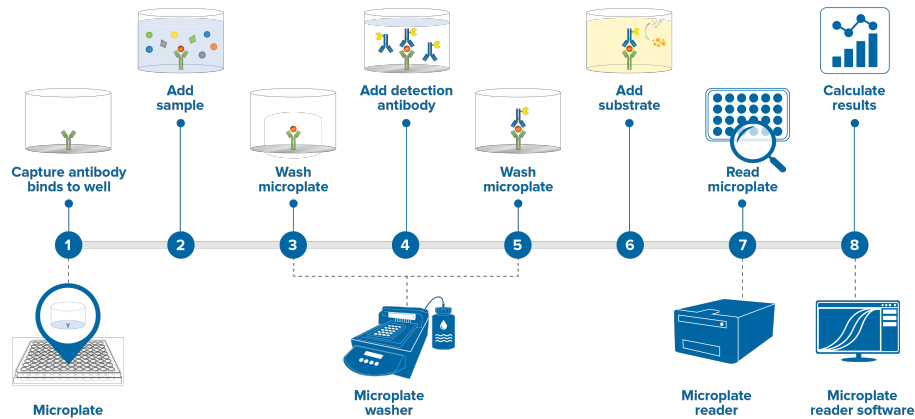 Add
sample
Add detection
antibody
Add
substrate
Calculate
results
Capture antibody
binds to well
Wash
microplate
Wash
microplate
Read
microplate
1
2
3
4
5
6
7
8
Microplate
Microplate
washer
Microplate
reader
Microplate
reader software